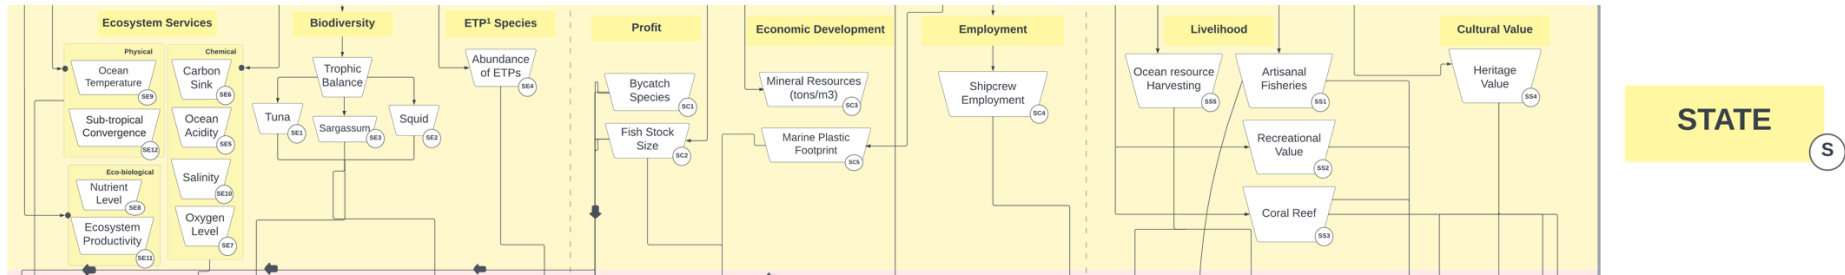 Ecosystem Services
Biodiversity
ETP¹ Species
Profit
Economic Development
Employment
Livelihood
Cultural Value
Physical
Ocean
Temperature
SE9
Sub-tropical
Convergence
SE12
Eco-biological
Nutrient
Level
SE8
Ecosystem
Productivity
SE11
Chemical
Carbon
Sink
SE6
Ocean
Acidity
SE5
Salinity
SE10
Oxygen
Level
SE7
Trophic
Balance
Tuna
SE1
Sargassum
SE3
Squid
SE2
Abundance
of ETPs
SE4
Bycatch
Species
SC1
Fish Stock
Size
SC2
Mineral Resources
(tons/m3)
SC3
Marine Plastic
Footprint
SC5
Shipcrew
Employment
SC4
Ocean resource
Harvesting
SS5
Artisanal
Fisheries
SS1
Recreational
Value
SS2
Coral Reef
SS3
Heritage
Value
SS4
STATE
S